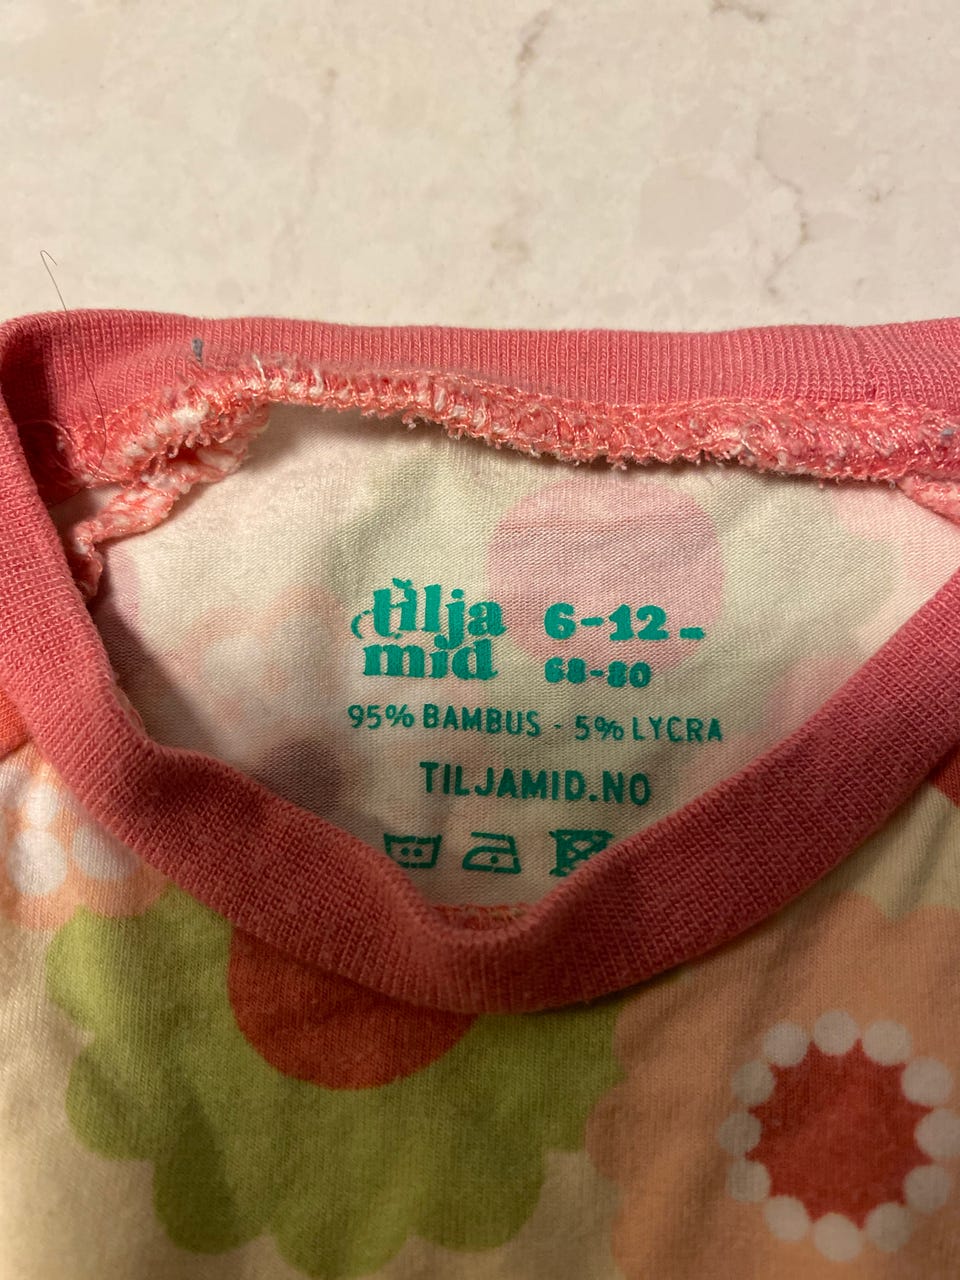 tilja 6-12
mid 68-80
95% BAMBUS - 5% LYCRA
TILJAMID.NO